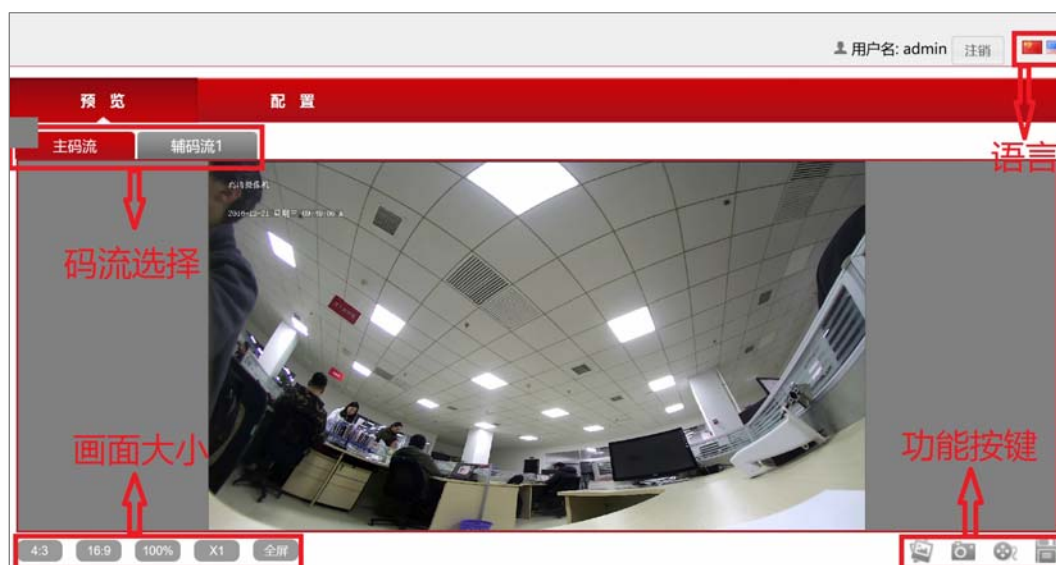 用户名: admin 注销
预览 配置
主码流 辅码流1
语言
码流选择
画面大小
功能按键
4:3 16:9 100% X1 全屏